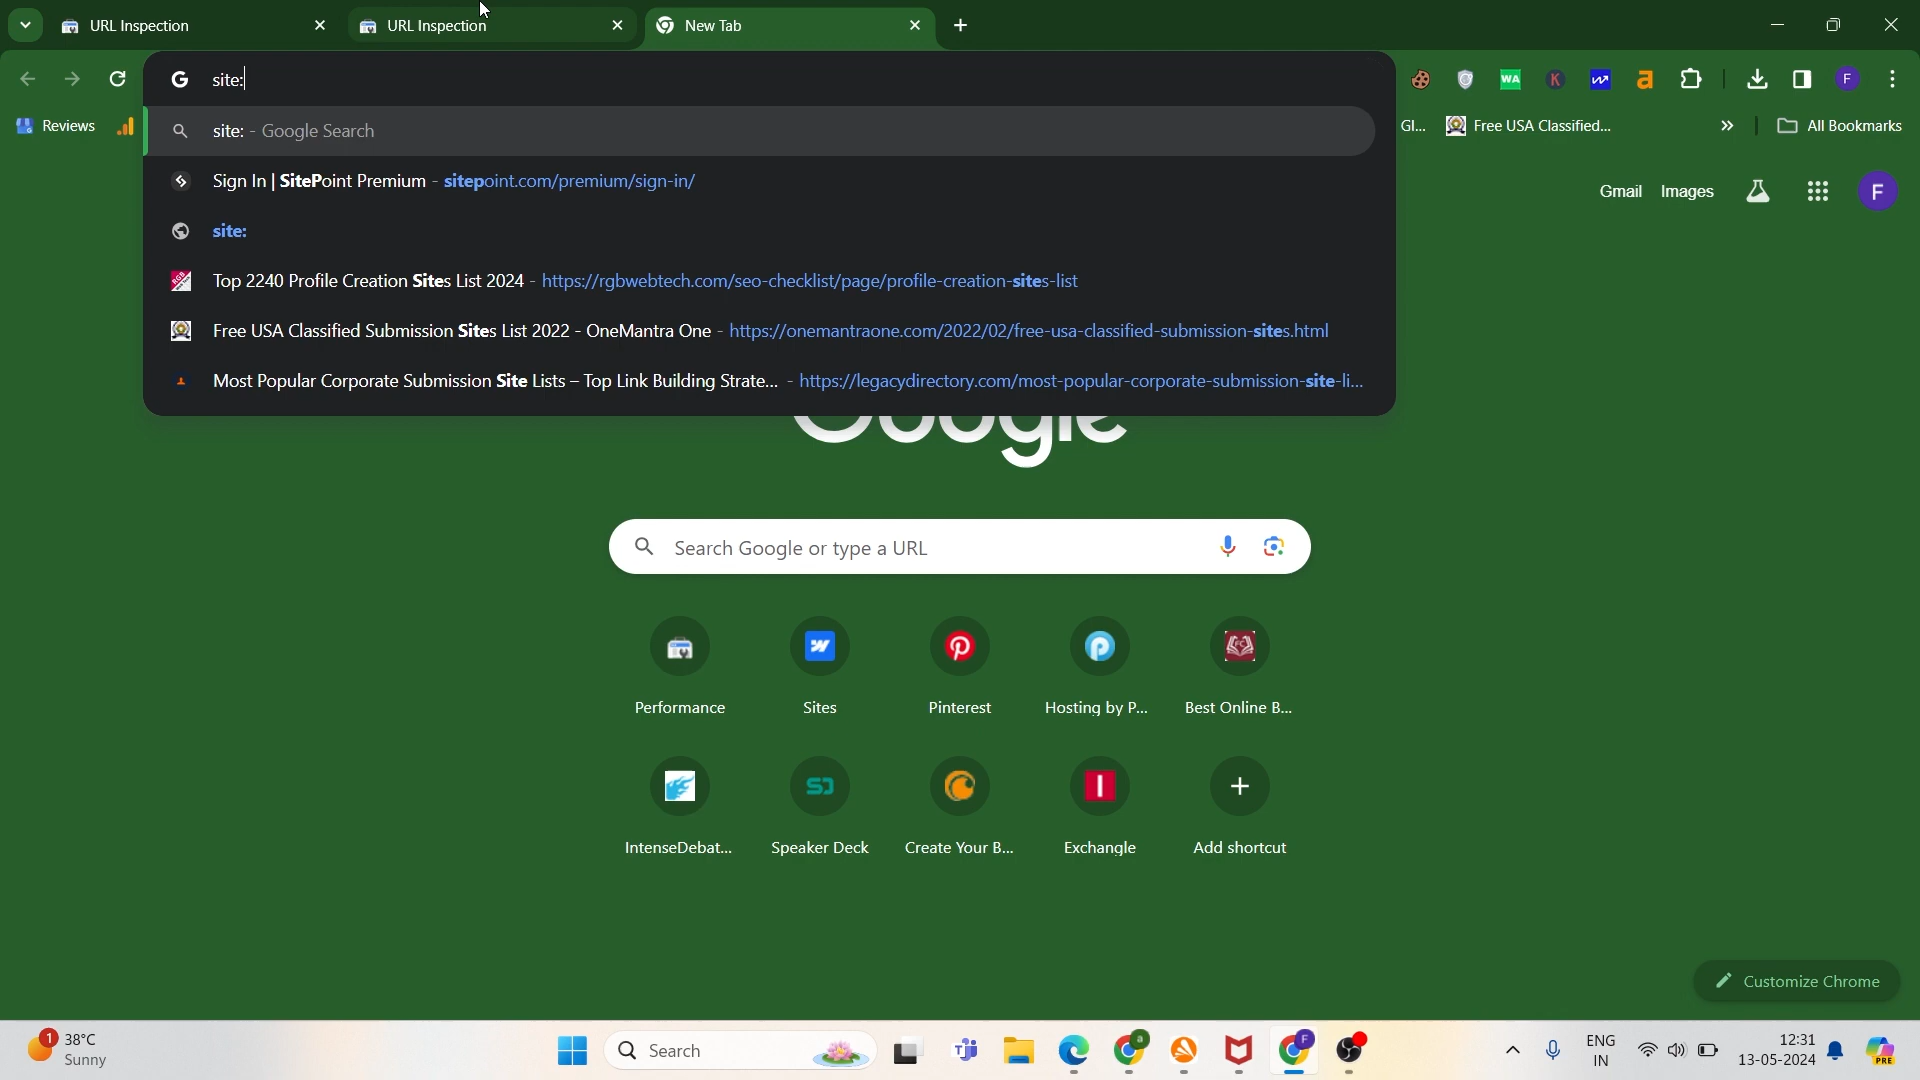 URL Inspection
URL Inspection
New Tab
site:
Reviews
Gl...
Free USA Classified...
All Bookmarks
site: - Google Search
Sign In | SitePoint Premium - sitepoint.com/premium/sign-in/
site:
Top 2240 Profile Creation Sites List 2024 - https://rgbwebtech.com/seo-checklist/page/profile-creation-sites-list
Free USA Classified Submission Sites List 2022 - OneMantra One - https://onemantraone.com/2022/02/free-usa-classified-submission-sites.html
Most Popular Corporate Submission Site Lists – Top Link Building Strate... - https://legacydirectory.com/most-popular-corporate-submission-site-li...
Gmail Images
F
Google
Search Google or type a URL
Performance
Sites
Pinterest
Hosting by P...
Best Online B...
IntenseDebat...
Speaker Deck
Create Your B...
Exchangle
Add shortcut
Customize Chrome
1
38°C
Sunny
Search
ENG
IN
12:31
13-05-2024
PRE